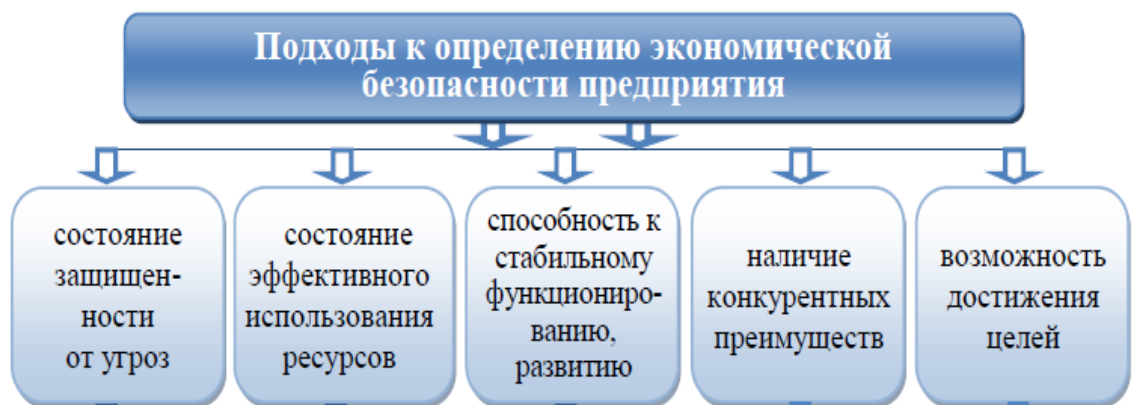 Подходы к определению экономической
безопасности предприятия
состояние
защищен-
ности
от угроз
состояние
эффективного
использования
ресурсов
способность к
стабильному
функциониро-
ванию,
развитию
наличие
конкурентных
преимуществ
возможность
достижения
целей